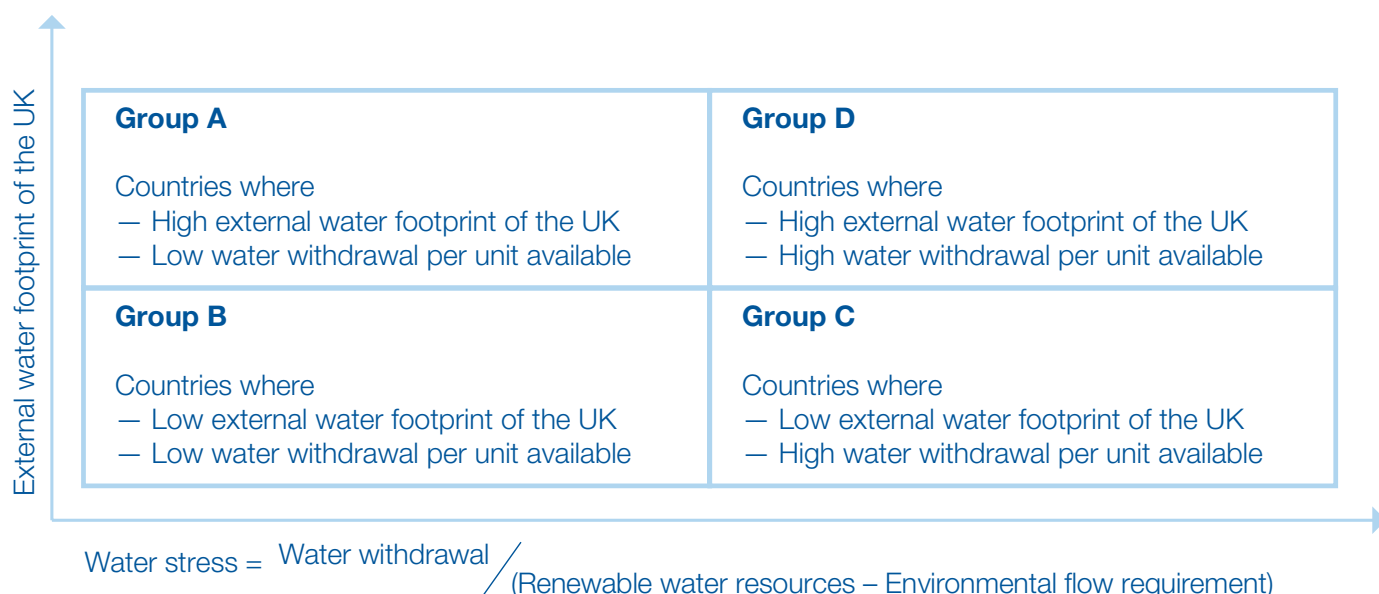 External water footprint of the UK
Group A
Countries where
— High external water footprint of the UK
— Low water withdrawal per unit available
Group D
Countries where
— High external water footprint of the UK
— High water withdrawal per unit available
Group B
Countries where
— Low external water footprint of the UK
— Low water withdrawal per unit available
Group C
Countries where
— Low external water footprint of the UK
— High water withdrawal per unit available
Water stress = Water withdrawal /
(Renewable water resources – Environmental flow requirement)